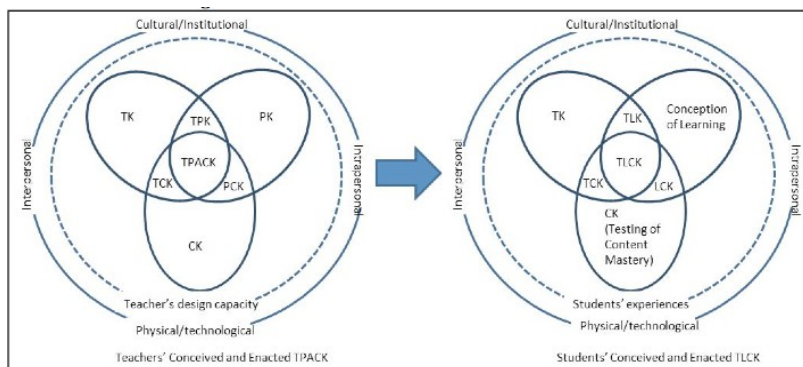 Cultural/Institutional
TK
TPK
PK
TPACK
TCK
PCK
CK
Interpersonal
Intrapersonal
Teacher's design capacity
Physical/technological
Teachers' Conceived and Enacted TPACK
Cultural/Institutional
TK
TLK
Conception
of Learning
TLCK
TCK
LCK
CK
(Testing of
Content
Mastery)
Interpersonal
Intrapersonal
Students' experiences
Physical/technological
Students' Conceived and Enacted TLCK